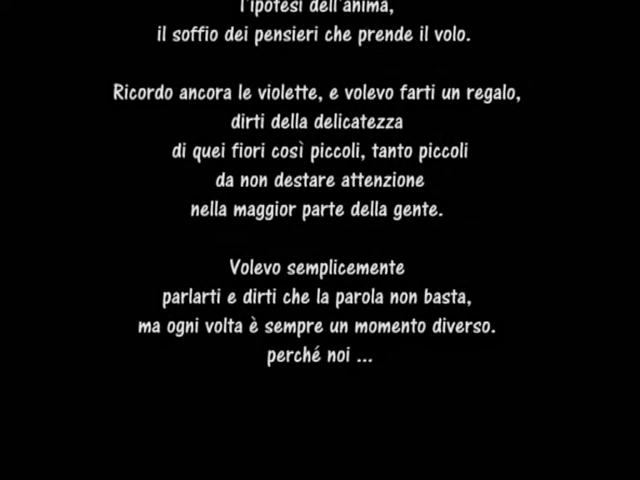 l'ipotesi dell'anima,
il soffio dei pensieri che prende il volo.
Ricordo ancora le violette, e volevo farti un regalo,
dirti della delicatezza
di quei fiori così piccoli, tanto piccoli
da non destare attenzione
nella maggior parte della gente.
Volevo semplicemente
parlarti e dirti che la parola non basta,
ma ogni volta è sempre un momento diverso.
perché noi ...